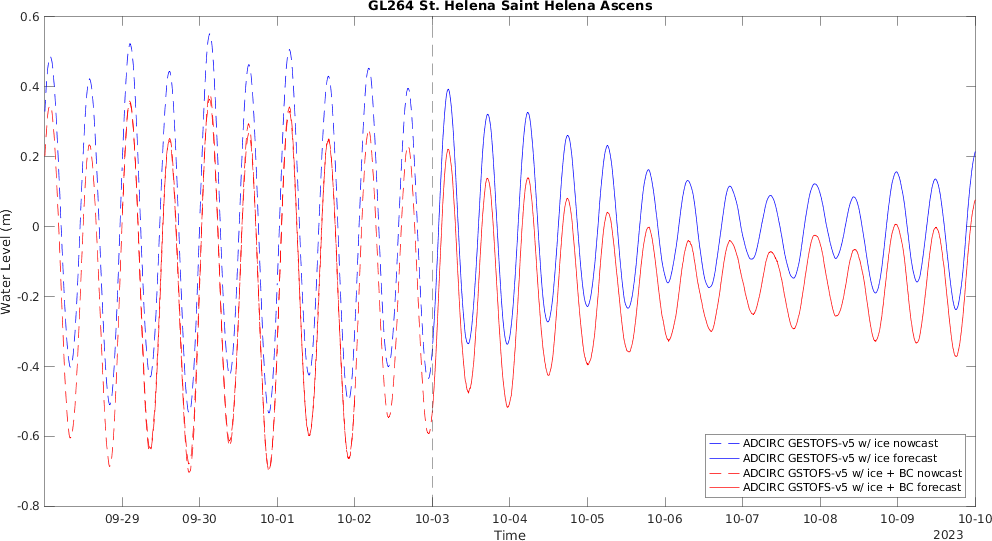 GL264 St. Helena Saint Helena Ascens
0.6
0.4
0.2
0
-0.2
-0.4
-0.6
-0.8
Water Level (m)
09-29 09-30 10-01 10-02 10-03 10-04 10-05 10-06 10-07 10-08 10-09 10-10
Time
2023
ADCIRC GESTOFS-v5 w/ ice nowcast
ADCIRC GESTOFS-v5 w/ ice forecast
ADCIRC GSTOFS-v5 w/ ice + BC nowcast
ADCIRC GSTOFS-v5 w/ ice + BC forecast